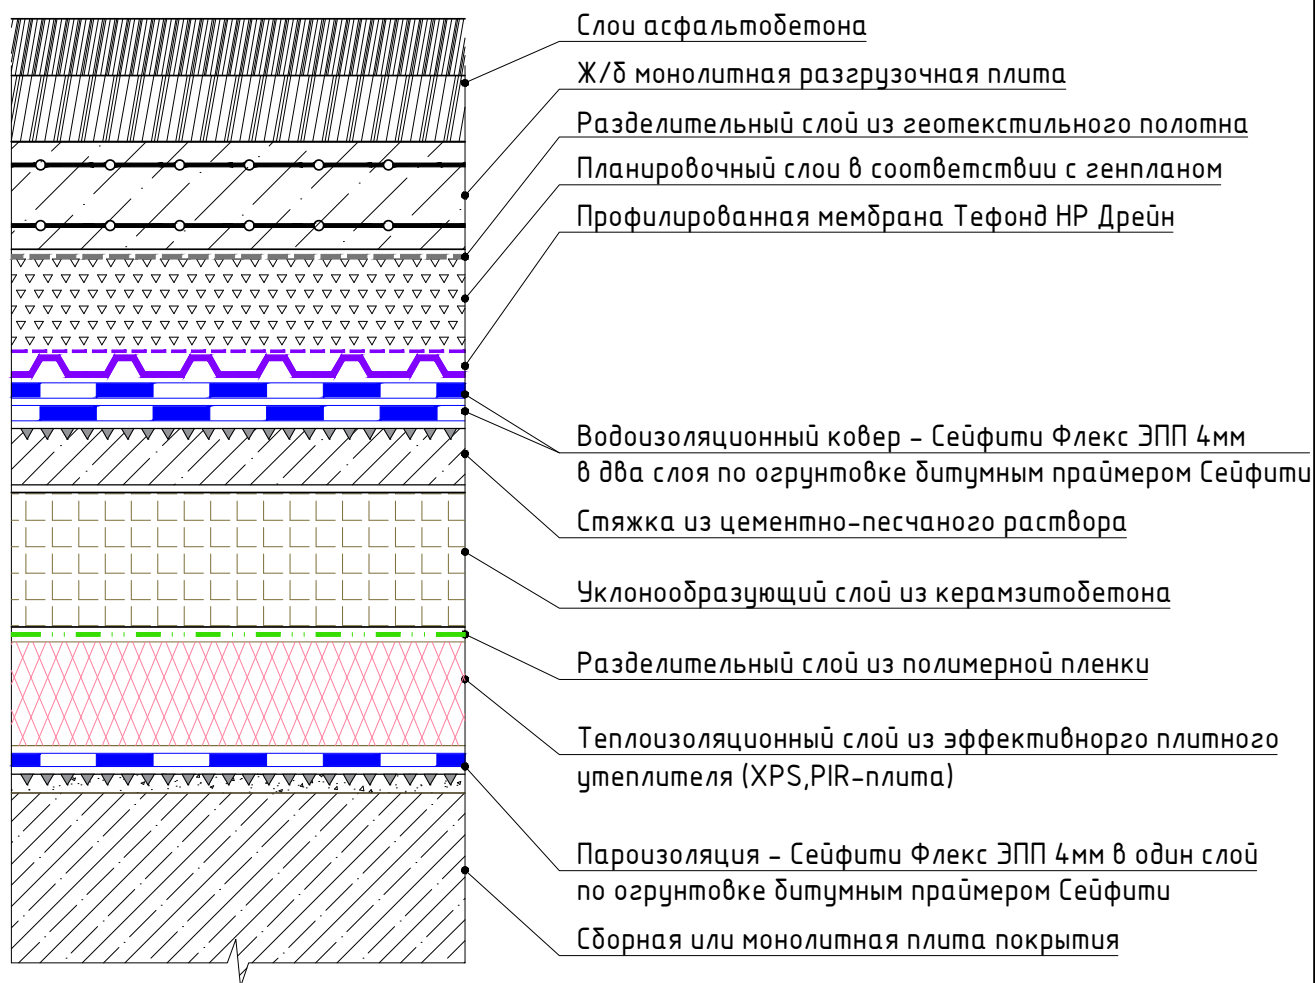 Слои асфальтобетона
Ж/б монолитная разгрузочная плита
Разделительный слой из геотекстильного полотна
Планировочный слои в соответствии с генпланом
Профилированная мембрана Тефонд НР Дрейн
Водоизоляционный ковер - Сейфити Флекс ЭПП 4мм
в два слоя по огрунтовке битумным праймером Сейфити
Стяжка из цементно-песчаного раствора
Уклонообразующий слой из керамзитобетона
Разделительный слой из полимерной пленки
Теплоизоляционный слой из эффективнорго плитного
утеплителя (XPS,PIR-плита)
Пароизоляция - Сейфити Флекс ЭПП 4мм в один слой
по огрунтовке битумным праймером Сейфити
Сборная или монолитная плита покрытия